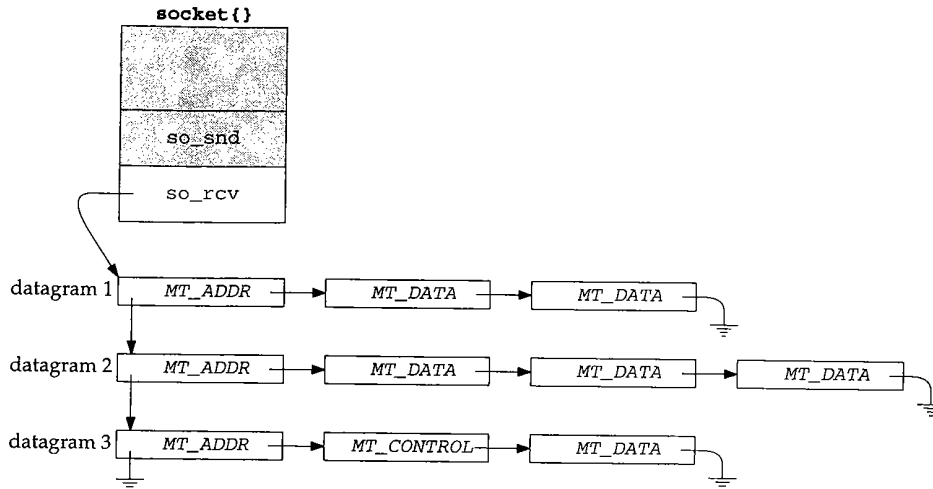 socket{}
so_snd
so_rcv
datagram 1 MT_ADDR MT_DATA MT_DATA
datagram 2 MT_ADDR MT_DATA MT_DATA MT_DATA
datagram 3 MT_ADDR MT_CONTROL MT_DATA